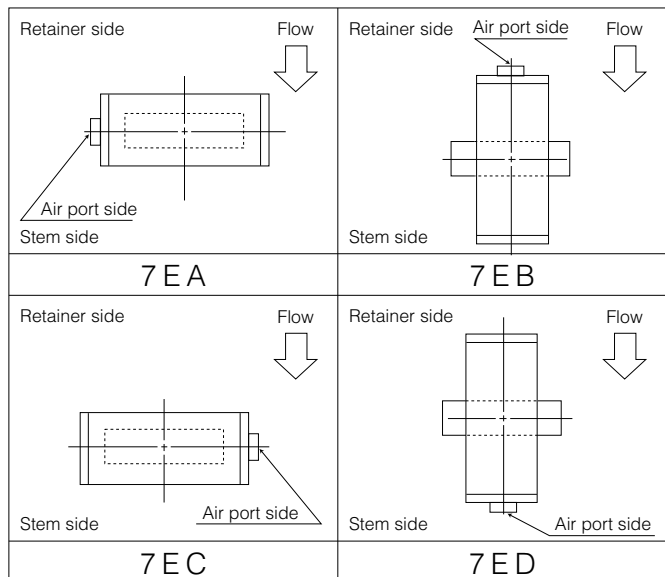 Retainer side
Flow
Air port side
Stem side
7EA
Retainer side
Air port side
Flow
Stem side
7EB
Retainer side
Flow
Air port side
Stem side
7EC
Retainer side
Flow
Stem side
Air port side
7ED